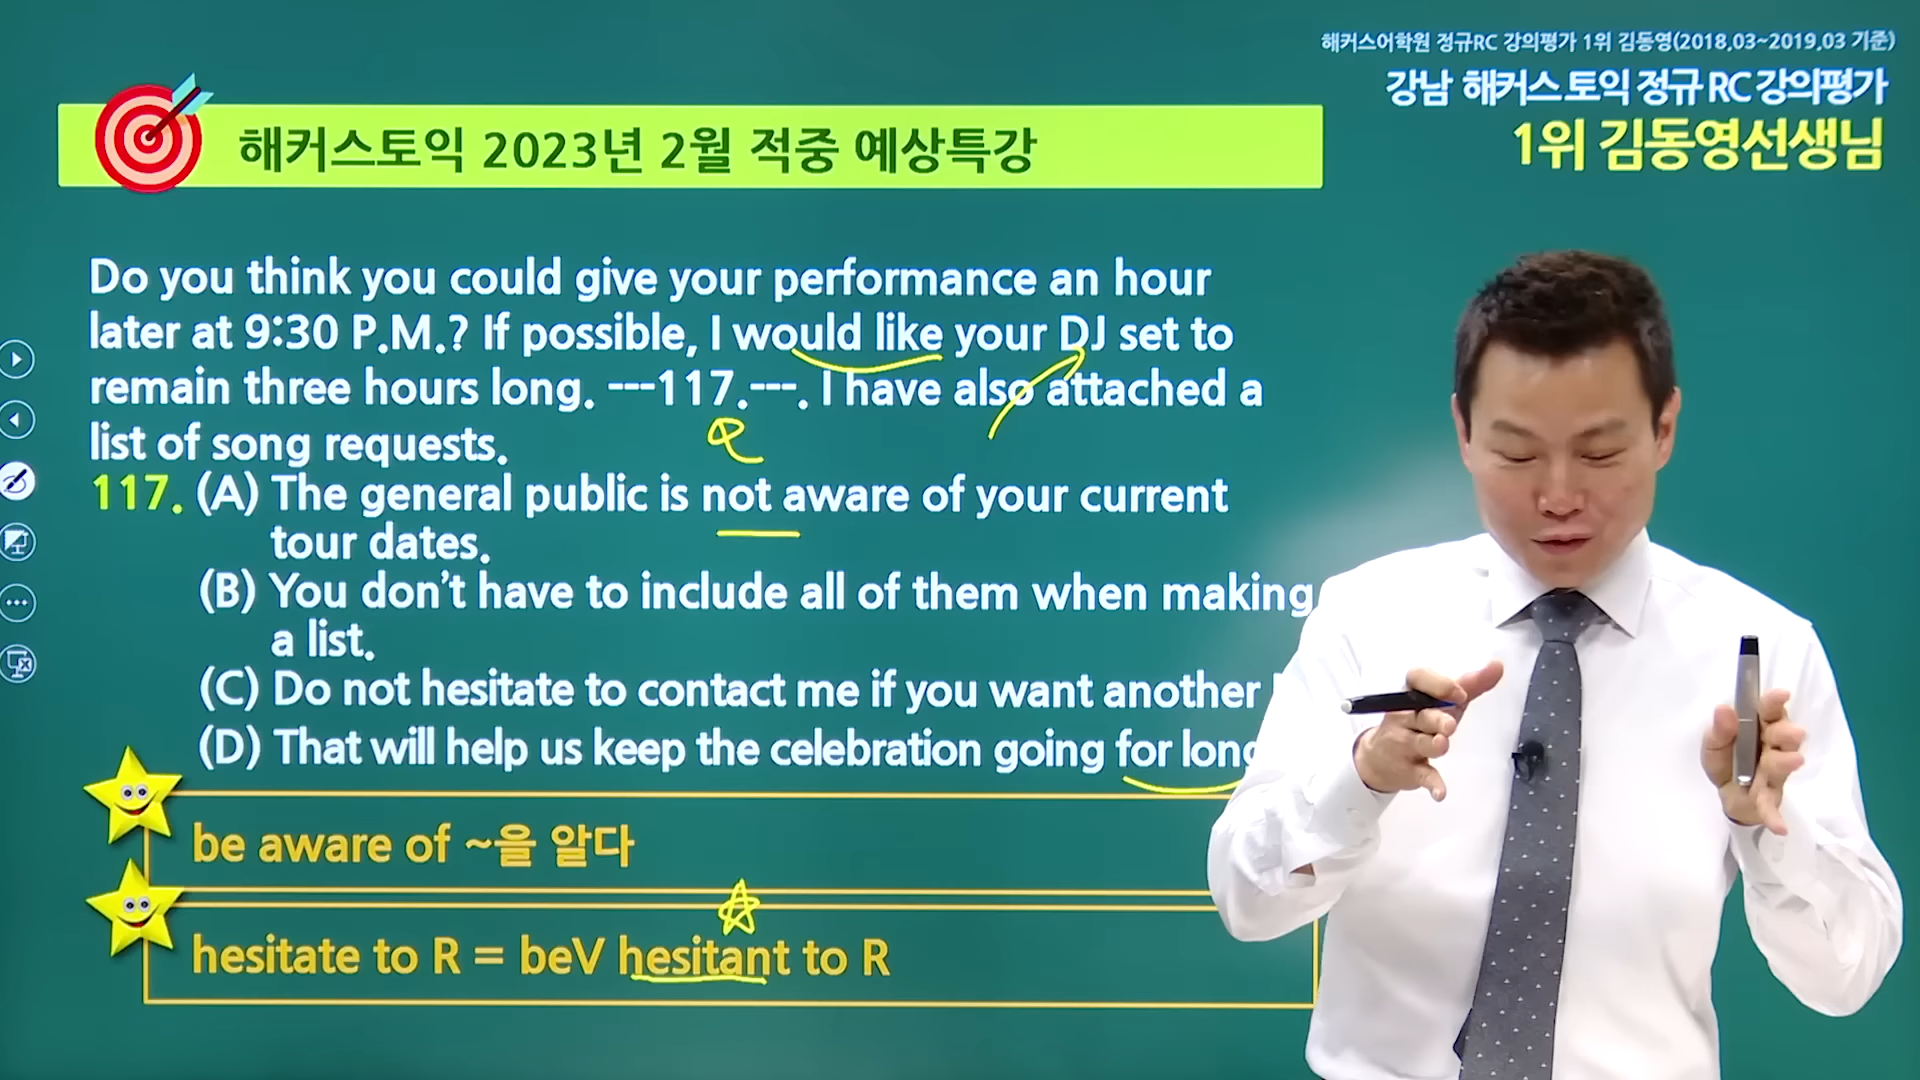 해커스어학원 정규RC 강의평가 1위 김동영(2018.03~2019.03 기준)
강남 해커스 토익 정규 RC 강의평가
1위 김동영선생님
해커스토익 2023년 2월 적중 예상특강
Do you think you could give your performance an hour
later at 9:30 P.M.? If possible, I would like your DJ set to
remain three hours long. ---117.---. I have also attached a
list of song requests.
117. (A) The general public is not aware of your current
tour dates.
(B) You don't have to include all of them when making
a list.
(C) Do not hesitate to contact me if you want another
(D) That will help us keep the celebration going for long
be aware of ~을 알다
hesitate to R = beV hesitant to R